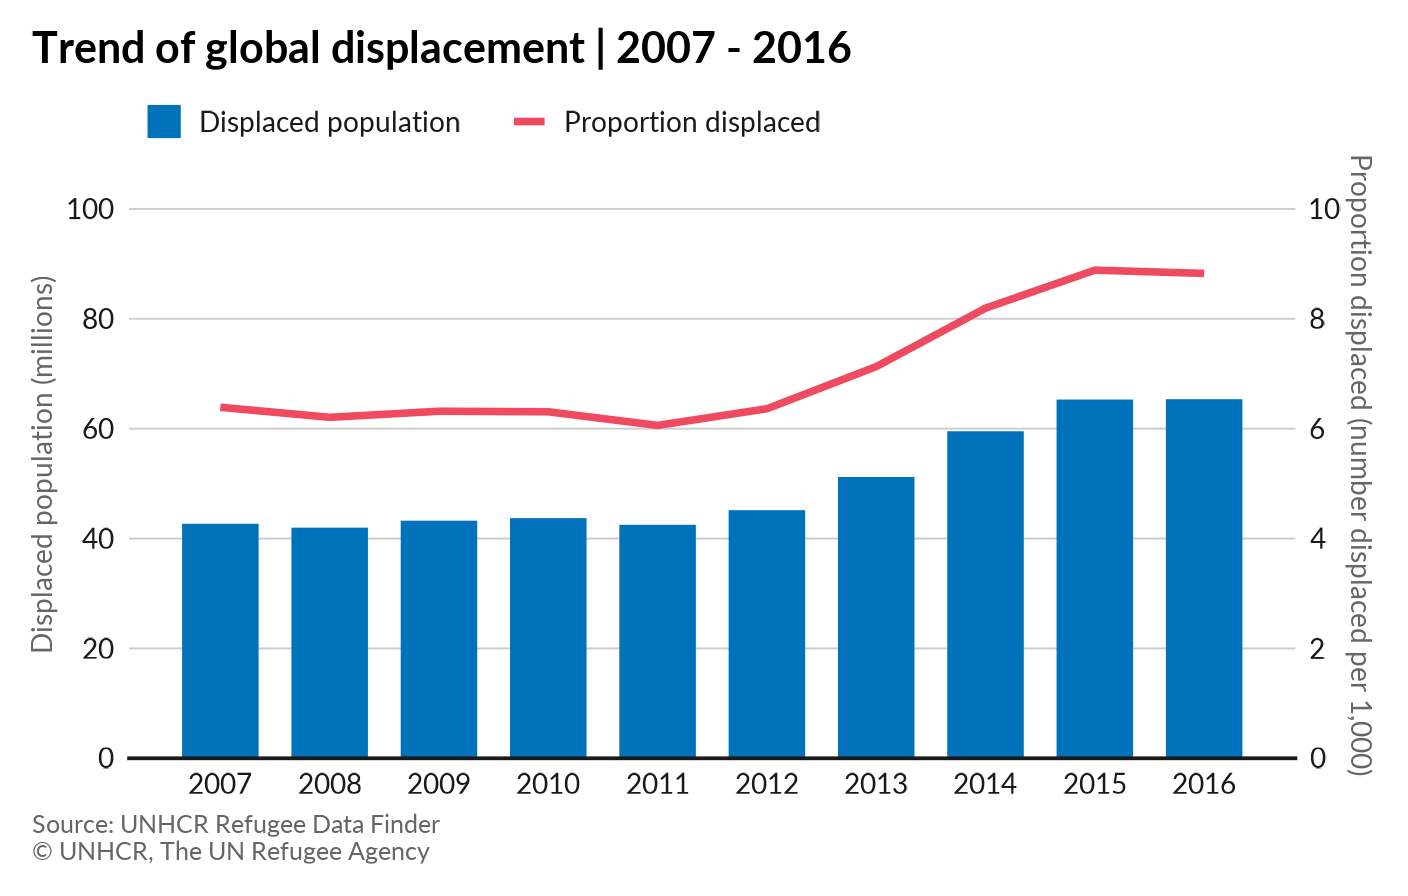 Trend of global displacement | 2007 - 2016
Displaced population
Proportion displaced
Displaced population (millions)
100
80
60
40
20
0
10
8
6
4
2
0
Proportion displaced (number displaced per 1,000)
2007 2008 2009 2010 2011 2012 2013 2014 2015 2016
Source: UNHCR Refugee Data Finder
© UNHCR, The UN Refugee Agency